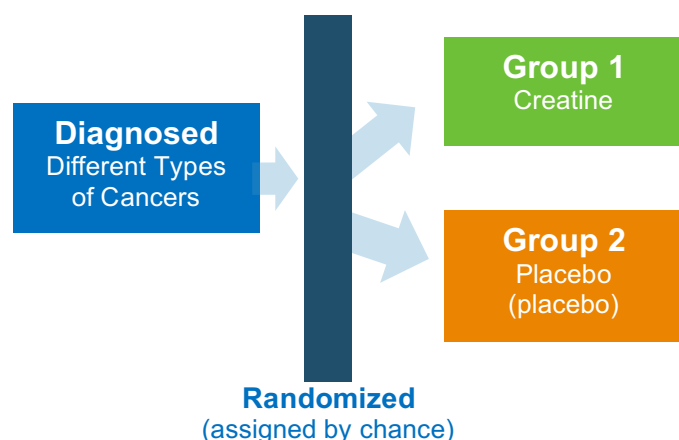 Diagnosed
Different Types
of Cancers
Group 1
Creatine
Group 2
Placebo
(placebo)
Randomized
(assigned by chance)